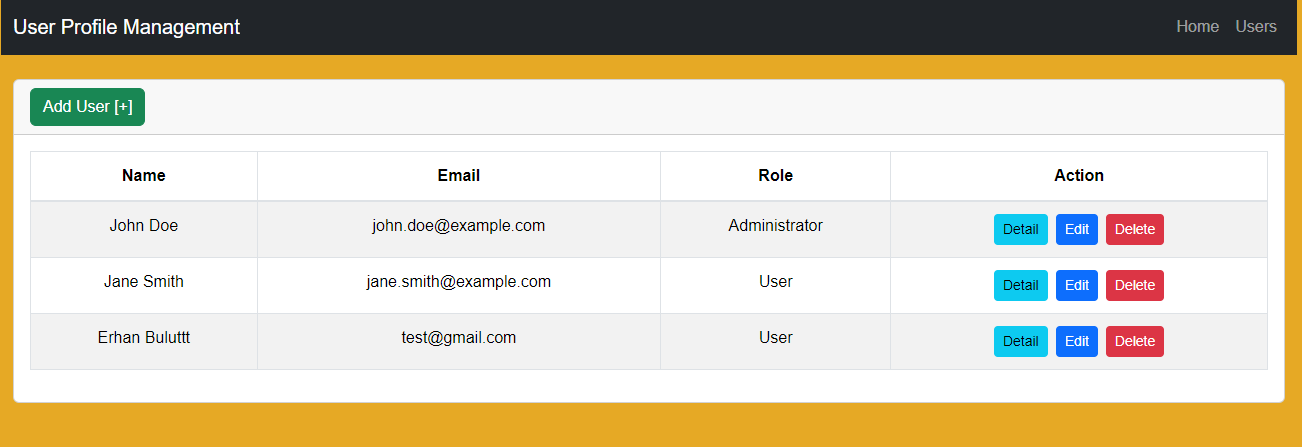 User Profile Management Home Users
Add User [+]
Name Email Role Action
John Doe john.doe@example.com Administrator Detail Edit Delete
Jane Smith jane.smith@example.com User Detail Edit Delete
Erhan Buluttt test@gmail.com User Detail Edit Delete